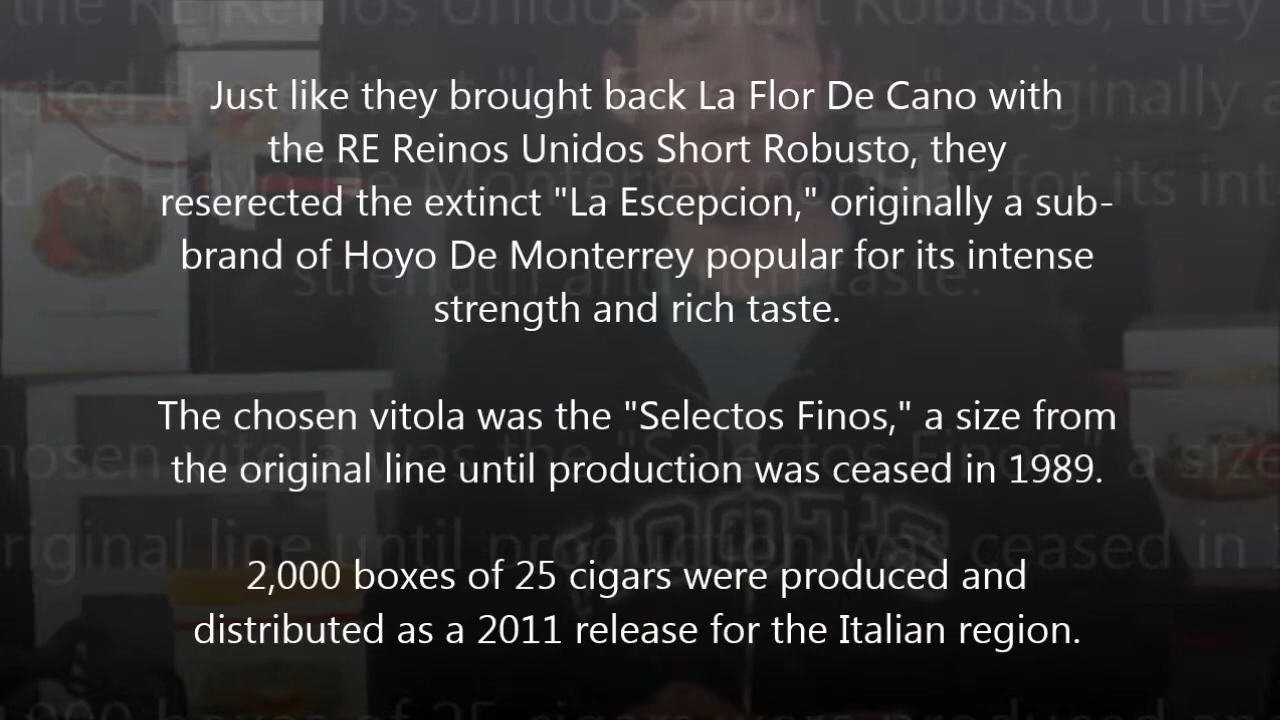 Just like they brought back La Flor De Cano with
the RE Reinos Unidos Short Robusto, they
reserected the extinct "La Escepcion," originally a sub-
brand of Hoyo De Monterrey popular for its intense
strength and rich taste.
The chosen vitola was the "Selectos Finos," a size from
the original line until production was ceased in 1989.
2,000 boxes of 25 cigars were produced and
distributed as a 2011 release for the Italian region.